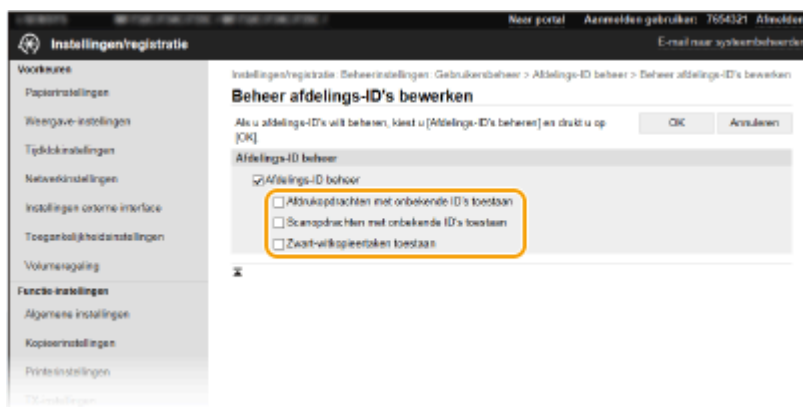 Naar portal Aanmelden gebruiker: 7654321 Afmelden
Instellingen/registratie
E-mail naar systeembeheerder
Voorkeuren
Papierinstellingen
Weergave-instellingen
Tijdklokinstellingen
Netwerkinstellingen
Instellingen externe interface
Toegankelijkheidsinstellingen
Volumeregeling
Functie-instellingen
Algemene instellingen
Kopieerinstellingen
Printerinstellingen
TX-instellingen
Instellingen/registratie: Beheerinstellingen: Gebruikersbeheer > Afdelings-ID beheer > Beheer afdelings-ID's bewerken
Beheer afdelings-ID's bewerken
Als u afdelings-ID's wilt beheren, kiest u [Afdelings-ID's beheren] en drukt u op
[OK].
OK Annuleren
Afdelings-ID beheer
Afdelings-ID beheer
Afdrukopdrachten met onbekende ID's toestaan
Scanopdrachten met onbekende ID's toestaan
Zwart-witkopieertaken toestaan